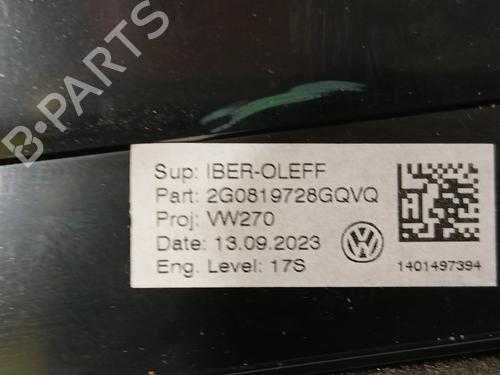 B-PARTS
Sup: IBER-OLEFF
Part: 2G0819728GQVQ
Proj: VW270
Date: 13.09.2023
Eng. Level: 17S
1401497394